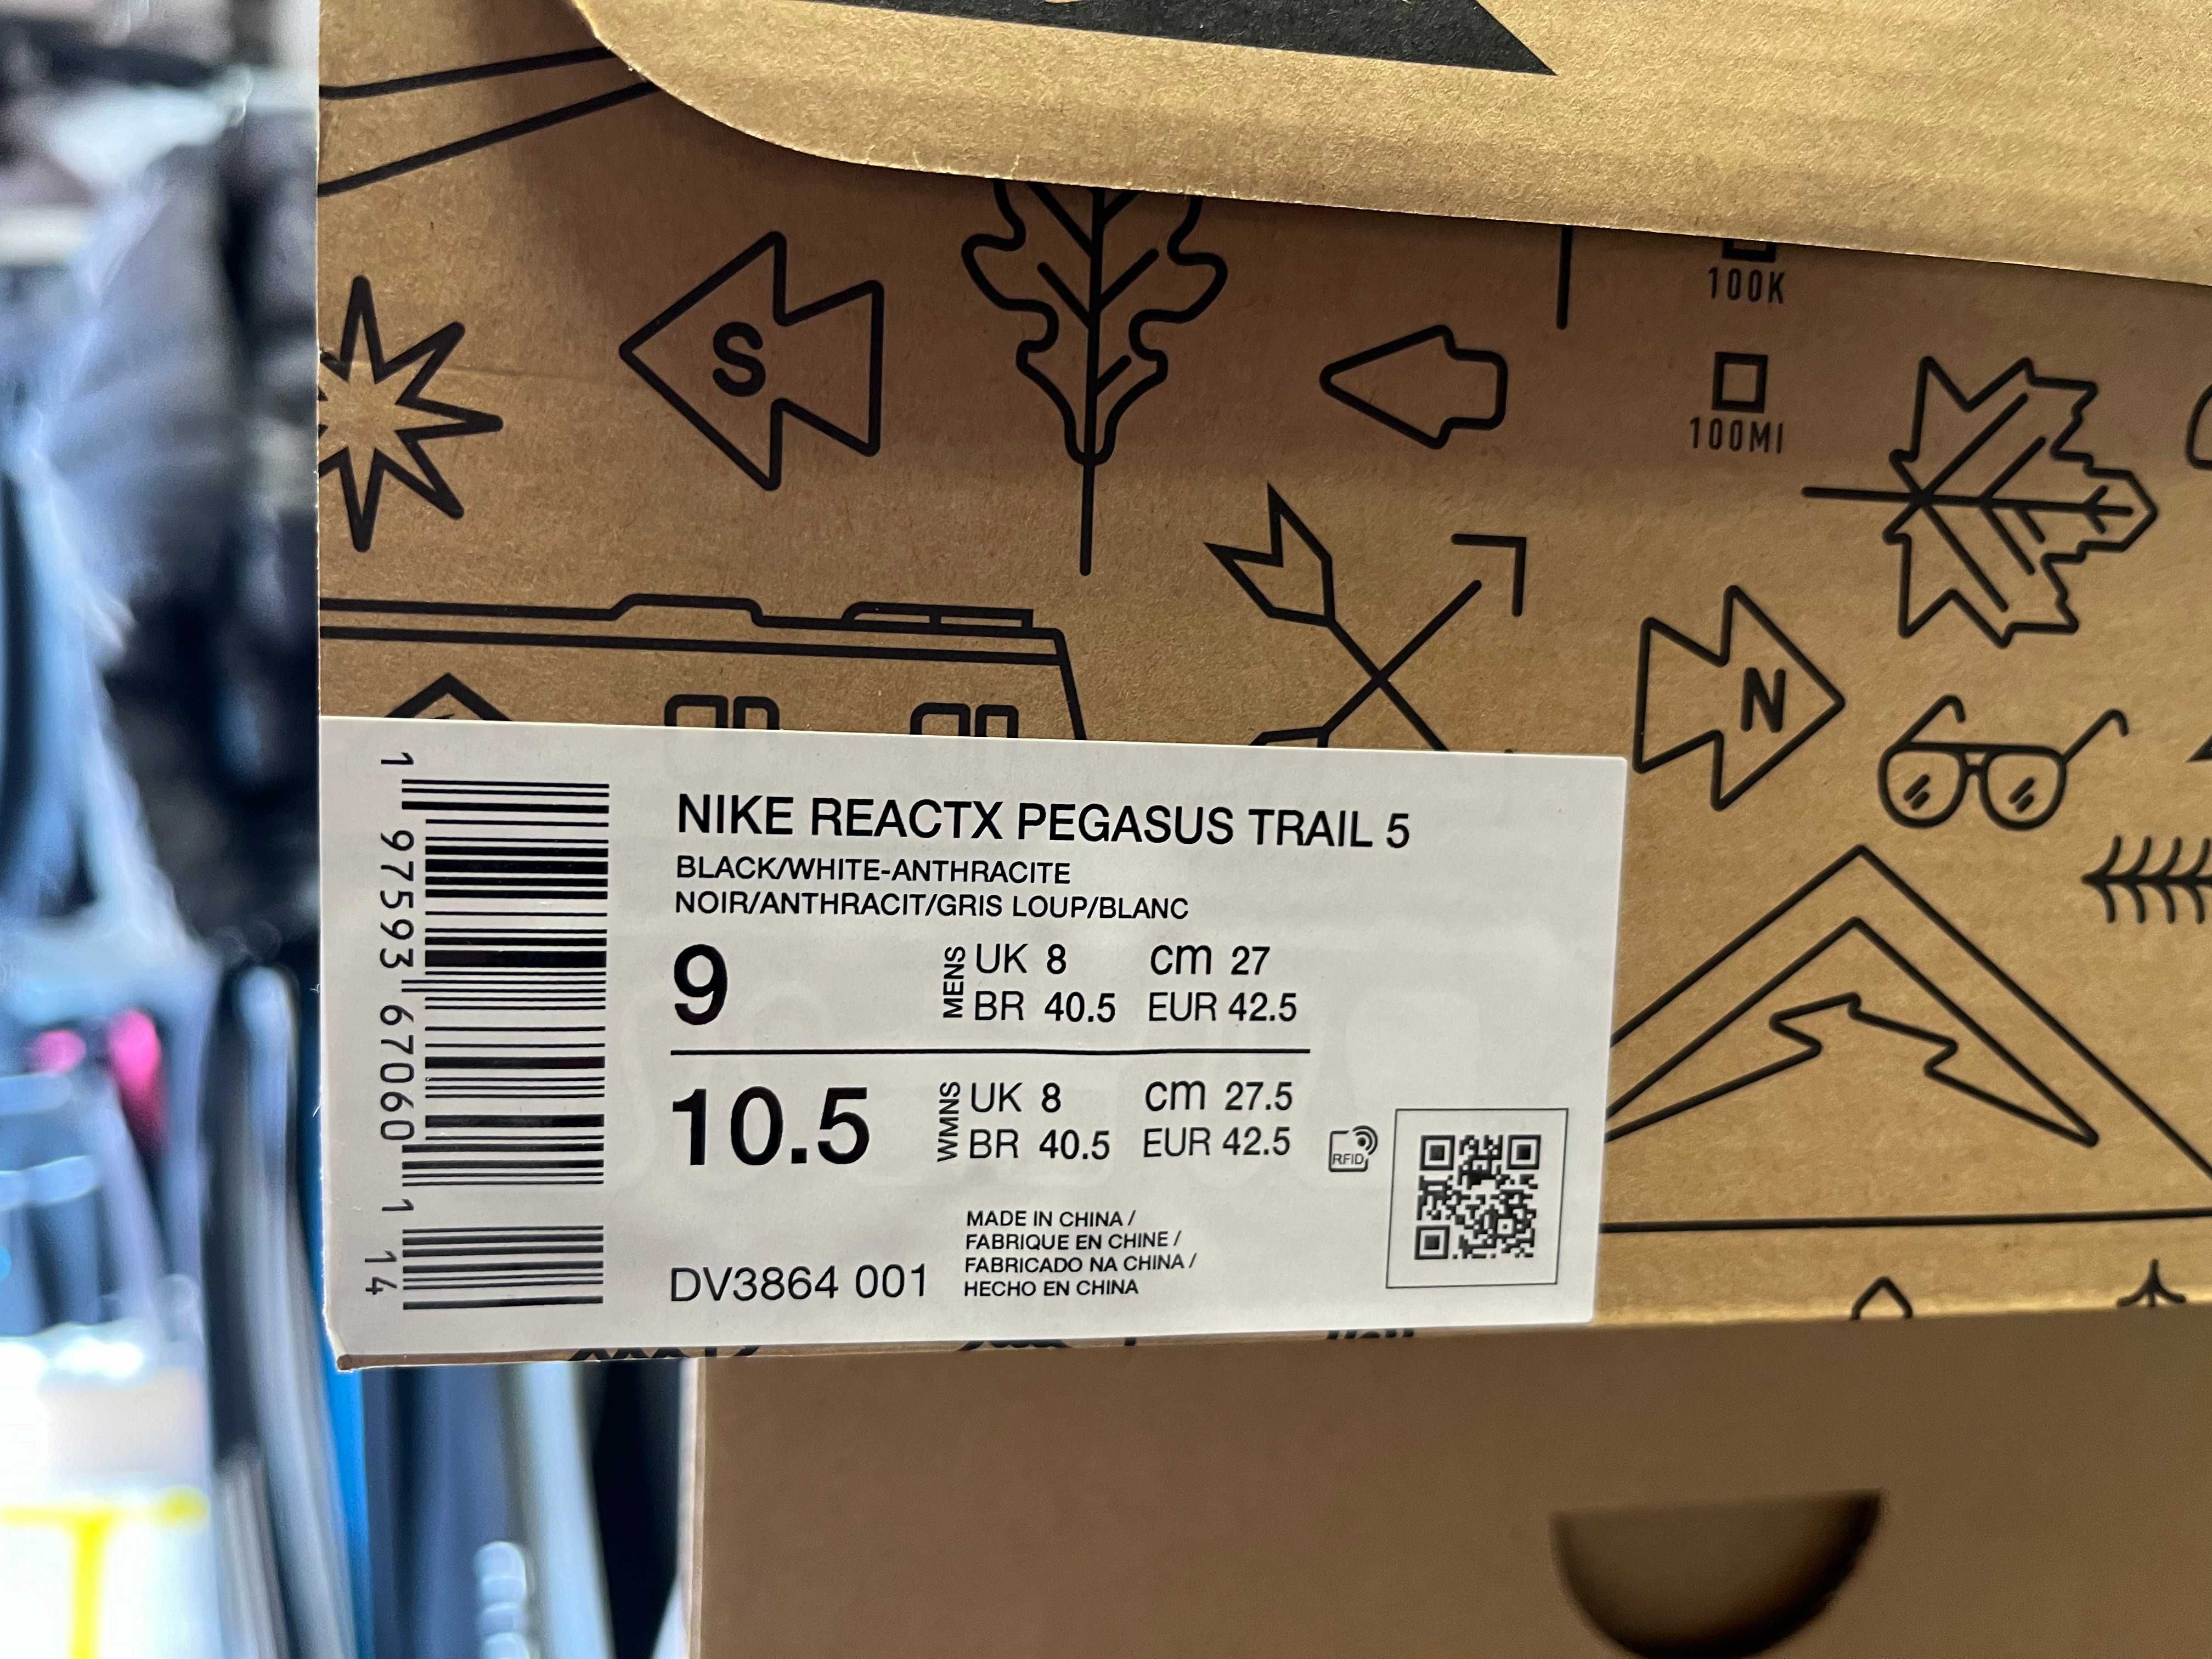 100K
S
100MI
N
NIKE REACTX PEGASUS TRAIL 5
BLACK/WHITE-ANTHRACITE
NOIR/ANTHRACIT/GRIS LOUP/BLANC
9
MENS
UK 8 cm 27
BR 40.5 EUR 42.5
10.5
WMNS
UK 8 cm 27.5
BR 40.5 EUR 42.5
RFID
MADE IN CHINA /
FABRIQUE EN CHINE /
FABRICADO NA CHINA /
HECHO EN CHINA
DV3864 001
1 97593 67060 1 14